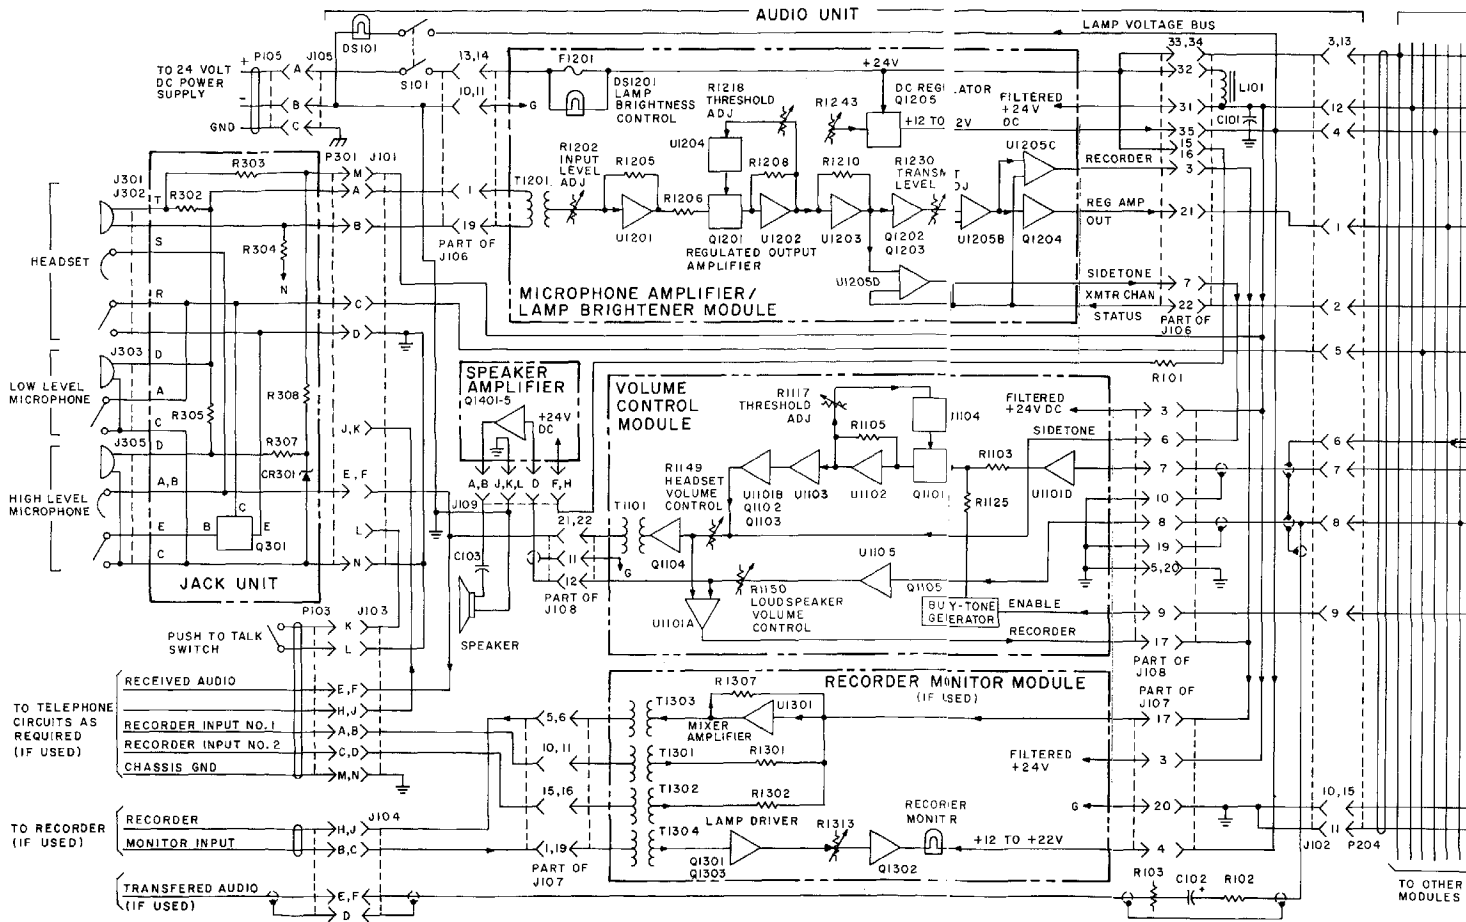 AUDIO UNIT
LAMP VOLTAGE BUS
DS101
P105
J105
TO 24 VOLT
DC POWER
SUPPLY
+
-
GND
A
B
C
S101
13,14
10,11
G
F1201
DS1201
LAMP
BRIGHTNESS
CONTROL
R1218
THRESHOLD
ADJ
+24V
R1243
Q1205
+12 TO
FILTERED
+24V
DC
33,34
32
31
35
15
16
3
L101
C101
3,13
12
4
JACK UNIT
R303
P301
J101
M
A
B
J301
J302
T
R302
S
R304
N
HEADSET
R
C
D
J303
D
LOW LEVEL
MICROPHONE
A
C
R305
R308
J,K
J305
D
R307
CR301
A,B
E,F
HIGH LEVEL
MICROPHONE
E
B
C
E
Q301
L
C
N
1
19
PART OF
J106
T1201
R1202
INPUT
LEVEL
ADJ
R1205
U1201
R1206
U1204
Q1201
REGULATED OUTPUT
AMPLIFIER
R1208
U1202
R1210
U1203
R1230
Q1202
Q1203
U1205B
U1205C
Q1204
U1205D
RECORDER
REG AMP
OUT
21
1
SIDETONE
7
XMTR CHAN
STATUS
22
PART OF
J106
2
5
MICROPHONE AMPLIFIER/
LAMP BRIGHTENER MODULE
R101
SPEAKER
AMPLIFIER
Q1401-5
+24V
DC
A,B
J,K,L
D
F,H
J109
C103
SPEAKER
21,22
11
G
12
PART OF
J108
VOLUME
CONTROL
MODULE
R1117
THRESHOLD
ADJ
R1105
FILTERED
+24V DC
SIDETONE
3
6
7
10
8
19
5,20
9
17
PART OF
J108
T1101
Q1104
R1149
HEADSET
VOLUME
CONTROL
U1101B
Q1102
Q1103
U1103
U1102
Q1101
R1103
R1125
U1101D
U1105
Q1105
U1101A
R1150
LOUDSPEAKER
VOLUME
CONTROL
ENABLE
RECORDER
6
7
8
9
P103
J103
K
L
PUSH TO TALK
SWITCH
RECEIVED AUDIO
E,F
H,J
TO TELEPHONE
CIRCUITS AS
REQUIRED
(IF USED)
RECORDER INPUT NO.1
A,B
RECORDER INPUT NO.2
C,D
CHASSIS GND
M,N
TO RECORDER
(IF USED)
RECORDER
H,J
J104
MONITOR INPUT
B,C
TRANSFERED AUDIO
(IF USED)
E,F
D
5,6
10,11
15,16
1,19
PART OF
J107
T1303
T1301
T1302
T1304
R1307
U1301
MIXER
AMPLIFIER
R1301
R1302
LAMP DRIVER
Q1301
Q1303
R1313
Q1302
(IF USED)
FILTERED
+24V
G
+12 TO +22V
PART OF
J107
17
3
20
4
10,15
11
J102
P204
R103
C102
+
R102
TO OTHER
MODULES